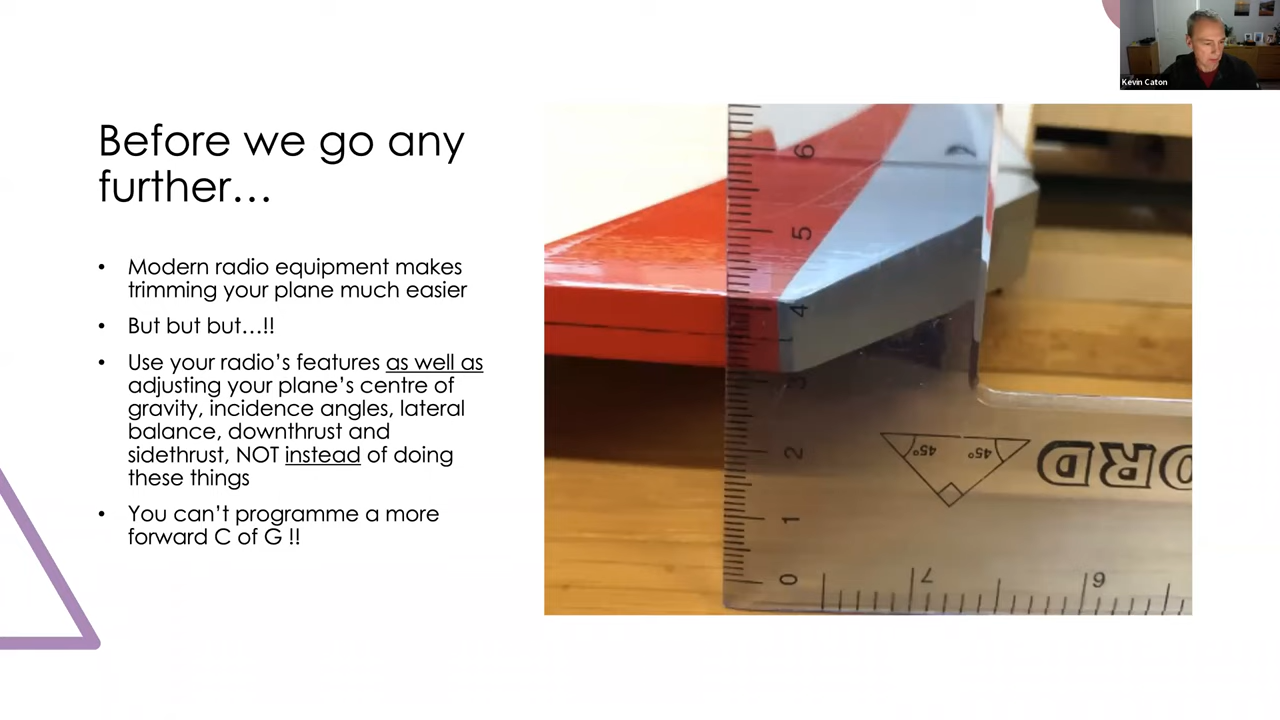 Kevin Caton
Before we go any
further...
• Modern radio equipment makes
trimming your plane much easier
• But but but...!!
• Use your radio's features as well as
adjusting your plane's centre of
gravity, incidence angles, lateral
balance, downthrust and
sidethrust, NOT instead of doing
these things
• You can't programme a more
forward C of G !!
6
5
4
3
2
1
0
7
6
45°
45°
ORD